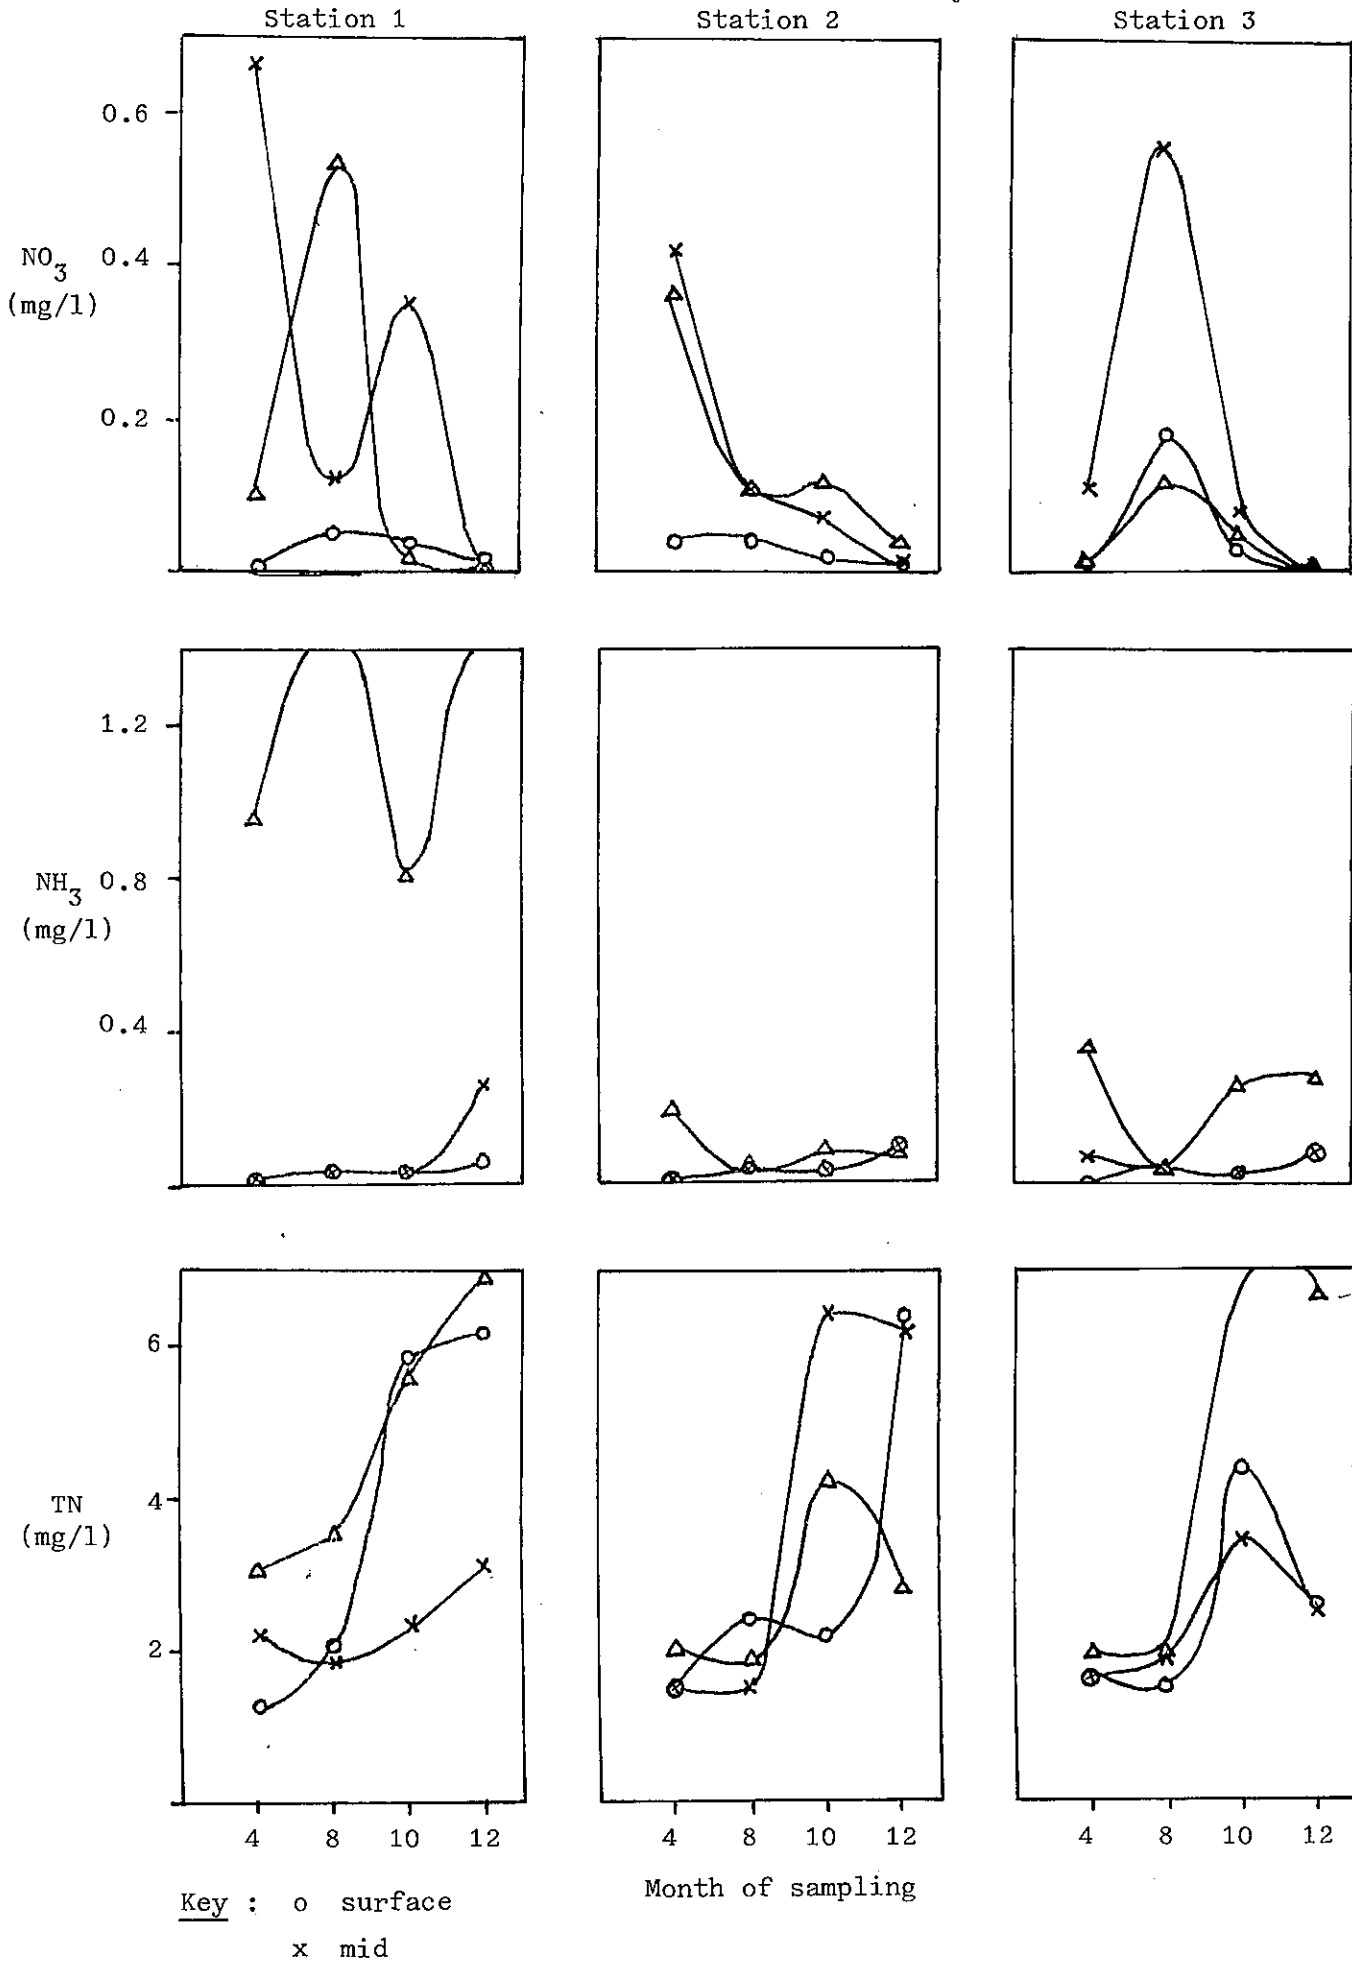 Station 1 Station 2 Station 3
0.6
NO3 0.4
(mg/l)
0.2
1.2
NH3 0.8
(mg/l)
0.4
6
4
TN
(mg/l)
2
4 8 10 12 4 8 10 12 4 8 10 12
Month of sampling
Key : o surface
x mid